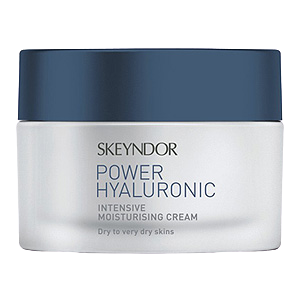 SKEYNDOR
POWER
HYALURONIC
INTENSIVE
MOISTURISING CREAM
Dry to very dry skins